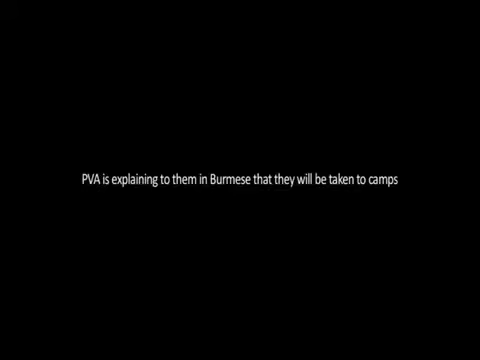 PVA is explaining to them in Burmese that they will be taken to camps